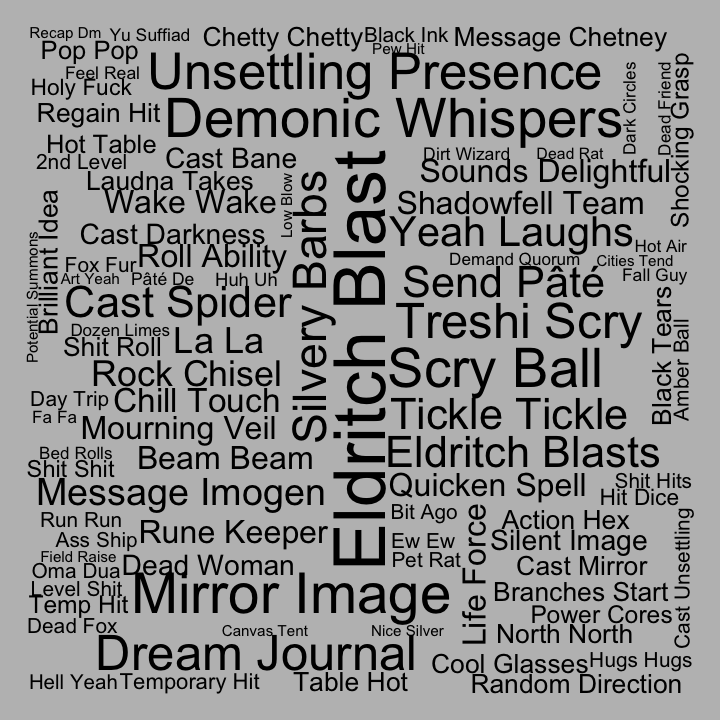 Recap Dm
Yu Suffiad
Chetty Chetty
Black Ink
Message Chetney
Pop Pop
Pew Hit
Feel Real
Unsettling Presence
Dark Circles
Dead Friend
Shocking Grasp
Holy Fuck
Regain Hit
Demonic Whispers
Hot Table
2nd Level
Cast Bane
Dirt Wizard
Dead Rat
Sounds Delightful
Laudna Takes
Low Blow
Silvery Barbs
Eldritch Blast
Wake Wake
Shadowfell Team
Cast Darkness
Yeah Laughs
Potential Summons
Brilliant Idea
Roll Ability
Hot Air
Fox Fur
Demand Quorum
Cities Tend
Art Yeah
Pâté De
Huh Uh
Send Pâté
Fall Guy
Cast Spider
Black Tears
Amber Ball
Dozen Limes
Treshi Scry
Shit Roll
La La
Rock Chisel
Scry Ball
Day Trip
Chill Touch
Fa Fa
Mourning Veil
Tickle Tickle
Bed Rolls
Beam Beam
Eldritch Blasts
Shit Shit
Message Imogen
Quicken Spell
Shit Hits
Hit Dice
Run Run
Bit Ago
Life Force
Action Hex
Cast Unsettling
Ass Ship
Rune Keeper
Ew Ew
Silent Image
Field Raise
Oma Dua
Dead Woman
Pet Rat
Cast Mirror
Level Shit
Mirror Image
Branches Start
Temp Hit
Power Cores
Dead Fox
Canvas Tent
Nice Silver
North North
Dream Journal
Cool Glasses
Hugs Hugs
Hell Yeah
Temporary Hit
Table Hot
Random Direction